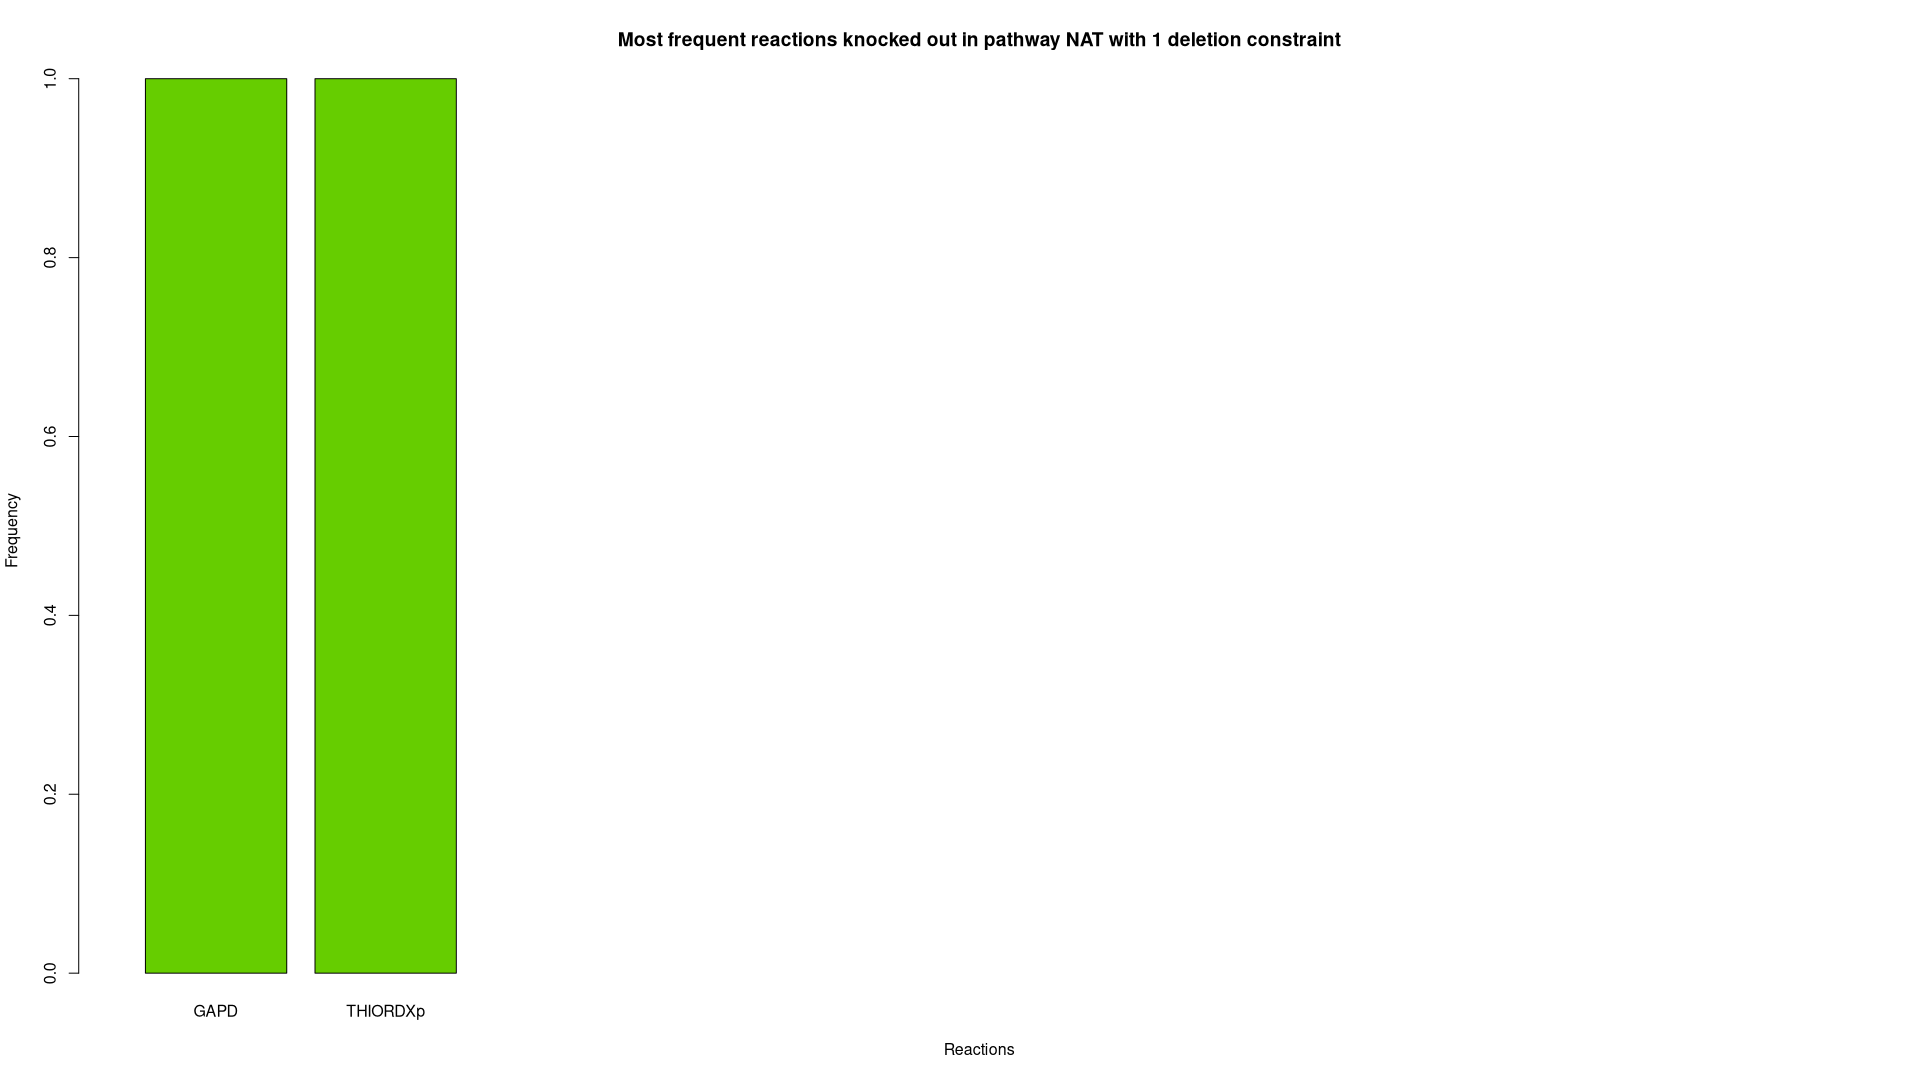 Most frequent reactions knocked out in pathway NAT with 1 deletion constraint
1.0
0.8
0.6
0.4
0.2
0.0
Frequency
GAPD
THIORDXp
Reactions